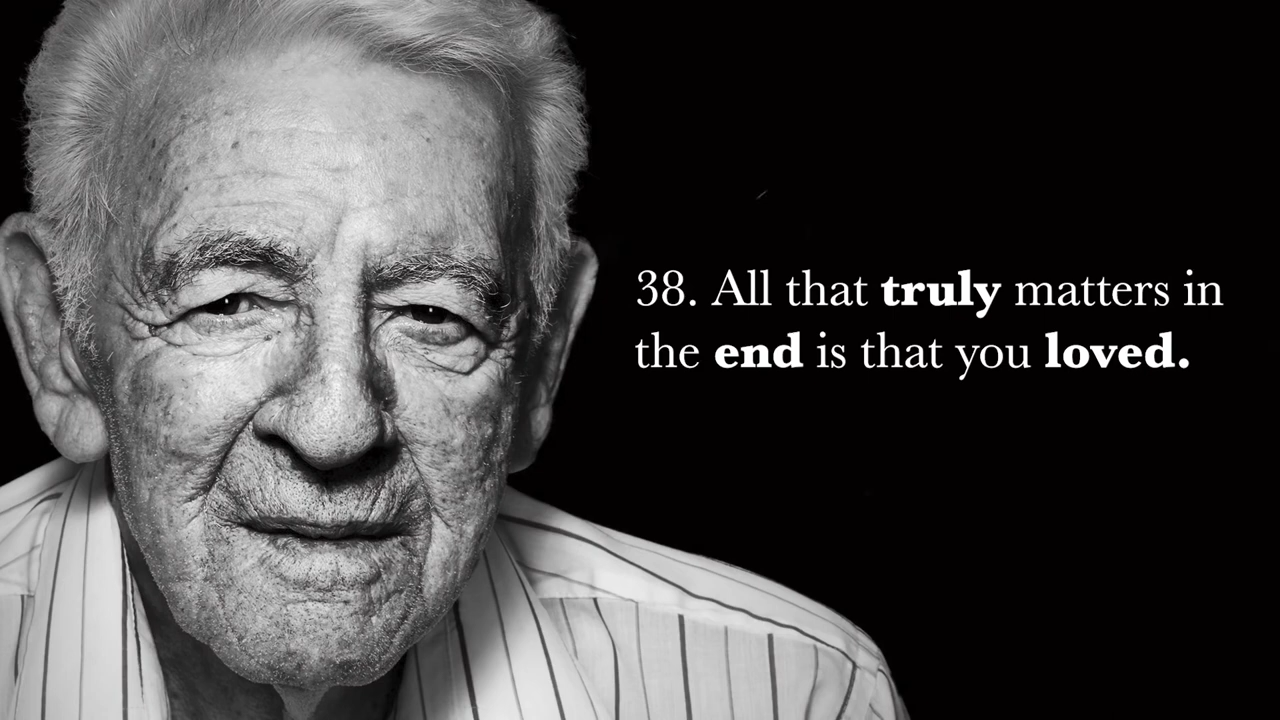 38. All that truly matters in
the end is that you loved.